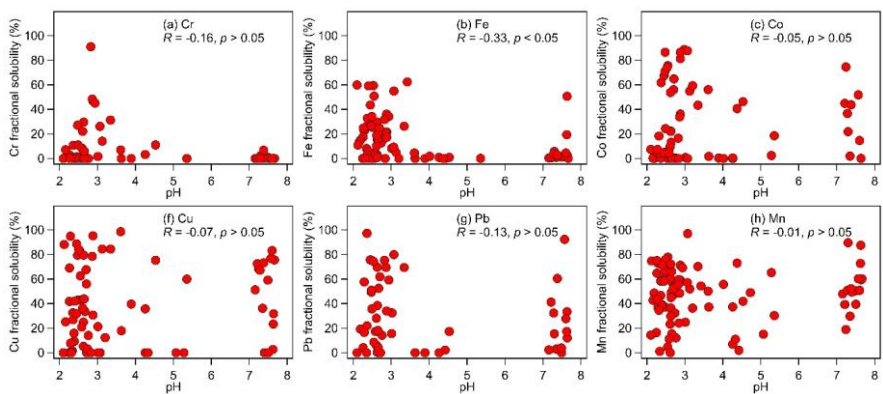 (a) Cr
R = -0.16, p > 0.05
Cr fractional solubility (%)
100
80
60
40
20
0
2 3 4 5 6 7 8
pH
(b) Fe
R = -0.33, p < 0.05
Fe fractional solubility (%)
100
80
60
40
20
0
2 3 4 5 6 7 8
pH
(c) Co
R = -0.05, p > 0.05
Co fractional solubility (%)
100
80
60
40
20
0
2 3 4 5 6 7 8
pH
(f) Cu
R = -0.07, p > 0.05
Cu fractional solubility (%)
100
80
60
40
20
0
2 3 4 5 6 7 8
pH
(g) Pb
R = -0.13, p > 0.05
Pb fractional solubility (%)
100
80
60
40
20
0
2 3 4 5 6 7 8
pH
(h) Mn
R = -0.01, p > 0.05
Mn fractional solubility (%)
100
80
60
40
20
0
2 3 4 5 6 7 8
pH